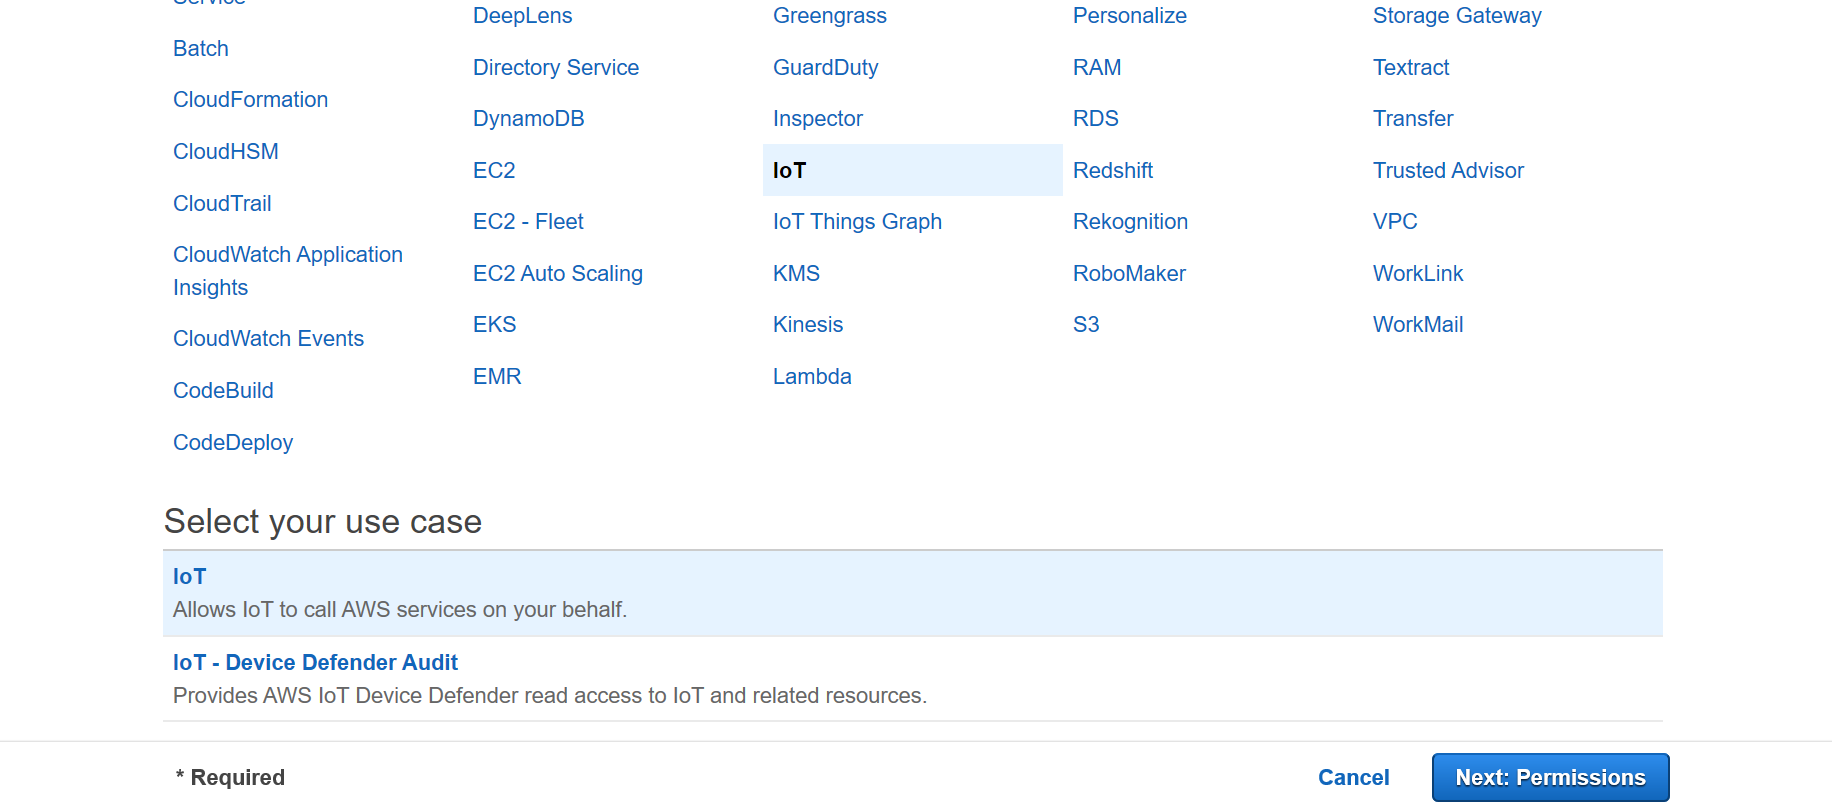 Service
Batch
CloudFormation
CloudHSM
CloudTrail
CloudWatch Application
Insights
CloudWatch Events
CodeBuild
CodeDeploy
DeepLens
Directory Service
DynamoDB
EC2
EC2 - Fleet
EC2 Auto Scaling
EKS
EMR
Greengrass
GuardDuty
Inspector
IoT
IoT Things Graph
KMS
Kinesis
Lambda
Personalize
RAM
RDS
Redshift
Rekognition
RoboMaker
S3
Storage Gateway
Textract
Transfer
Trusted Advisor
VPC
WorkLink
WorkMail
Select your use case
IoT
Allows IoT to call AWS services on your behalf.
IoT - Device Defender Audit
Provides AWS IoT Device Defender read access to IoT and related resources.
* Required
Cancel
Next: Permissions